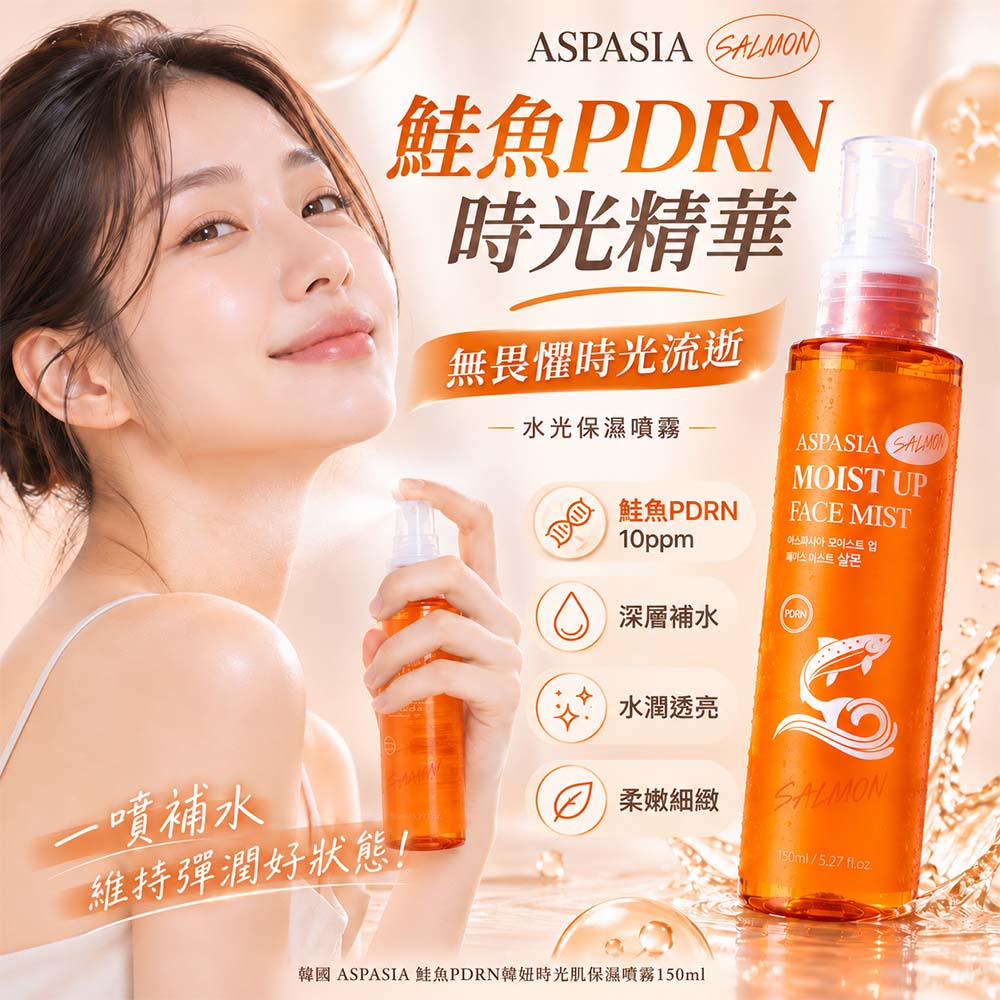 ASPASIA SALMON
鮭魚PDRN
時光精華
無畏懼時光流逝
水光保濕噴霧
鮭魚PDRN
10ppm
深層補水
水潤透亮
柔嫩細緻
一噴補水
維持彈潤好狀態!
ASPASIA SALMON
MOIST UP
FACE MIST
아스파시아 모이스트 업
페이스 미스트 살몬
PDRN
SALMON
150ml / 5.27 fl.oz.
SALMON
韓國 ASPASIA 鮭魚PDRN韓妞時光肌保濕噴霧150ml